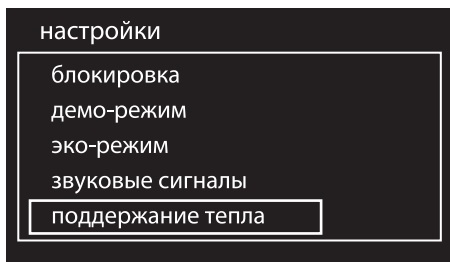 настройки
блокировка
демо-режим
эко-режим
звуковые сигналы
поддержание тепла